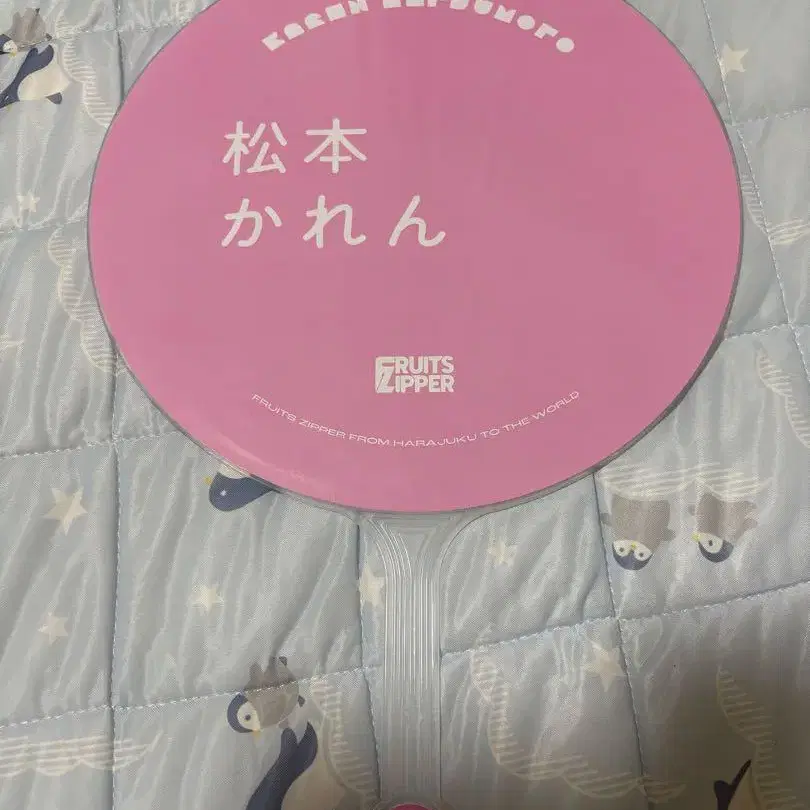 KAREN MATSUMOTO
松本
かれん
FRUITS
ZIPPER
FRUITS ZIPPER FROM HARAJUKU TO THE WORLD